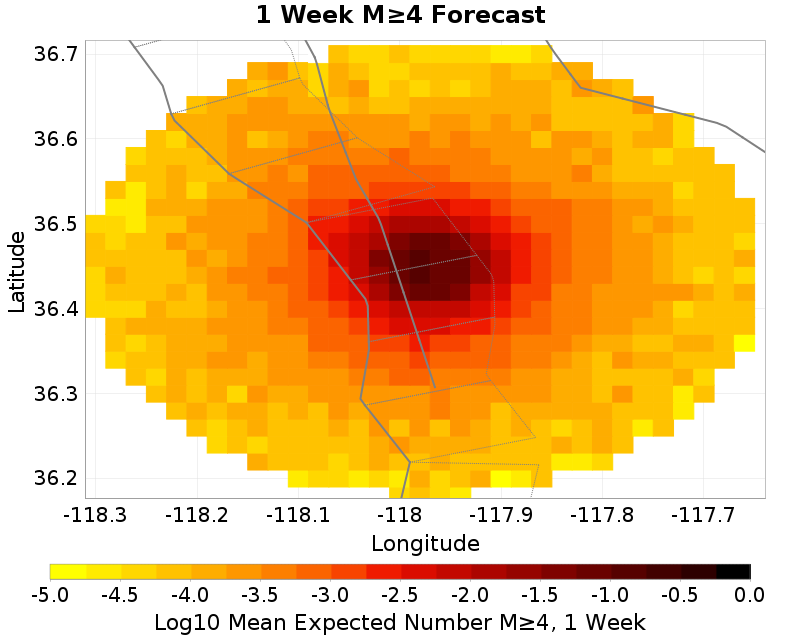 1 Week M≥4 Forecast
36.7
36.6
36.5
36.4
36.3
36.2
Latitude
-118.3 -118.2 -118.1 -118 -117.9 -117.8 -117.7
Longitude
-5.0 -4.5 -4.0 -3.5 -3.0 -2.5 -2.0 -1.5 -1.0 -0.5 0.0
Log10 Mean Expected Number M≥4, 1 Week